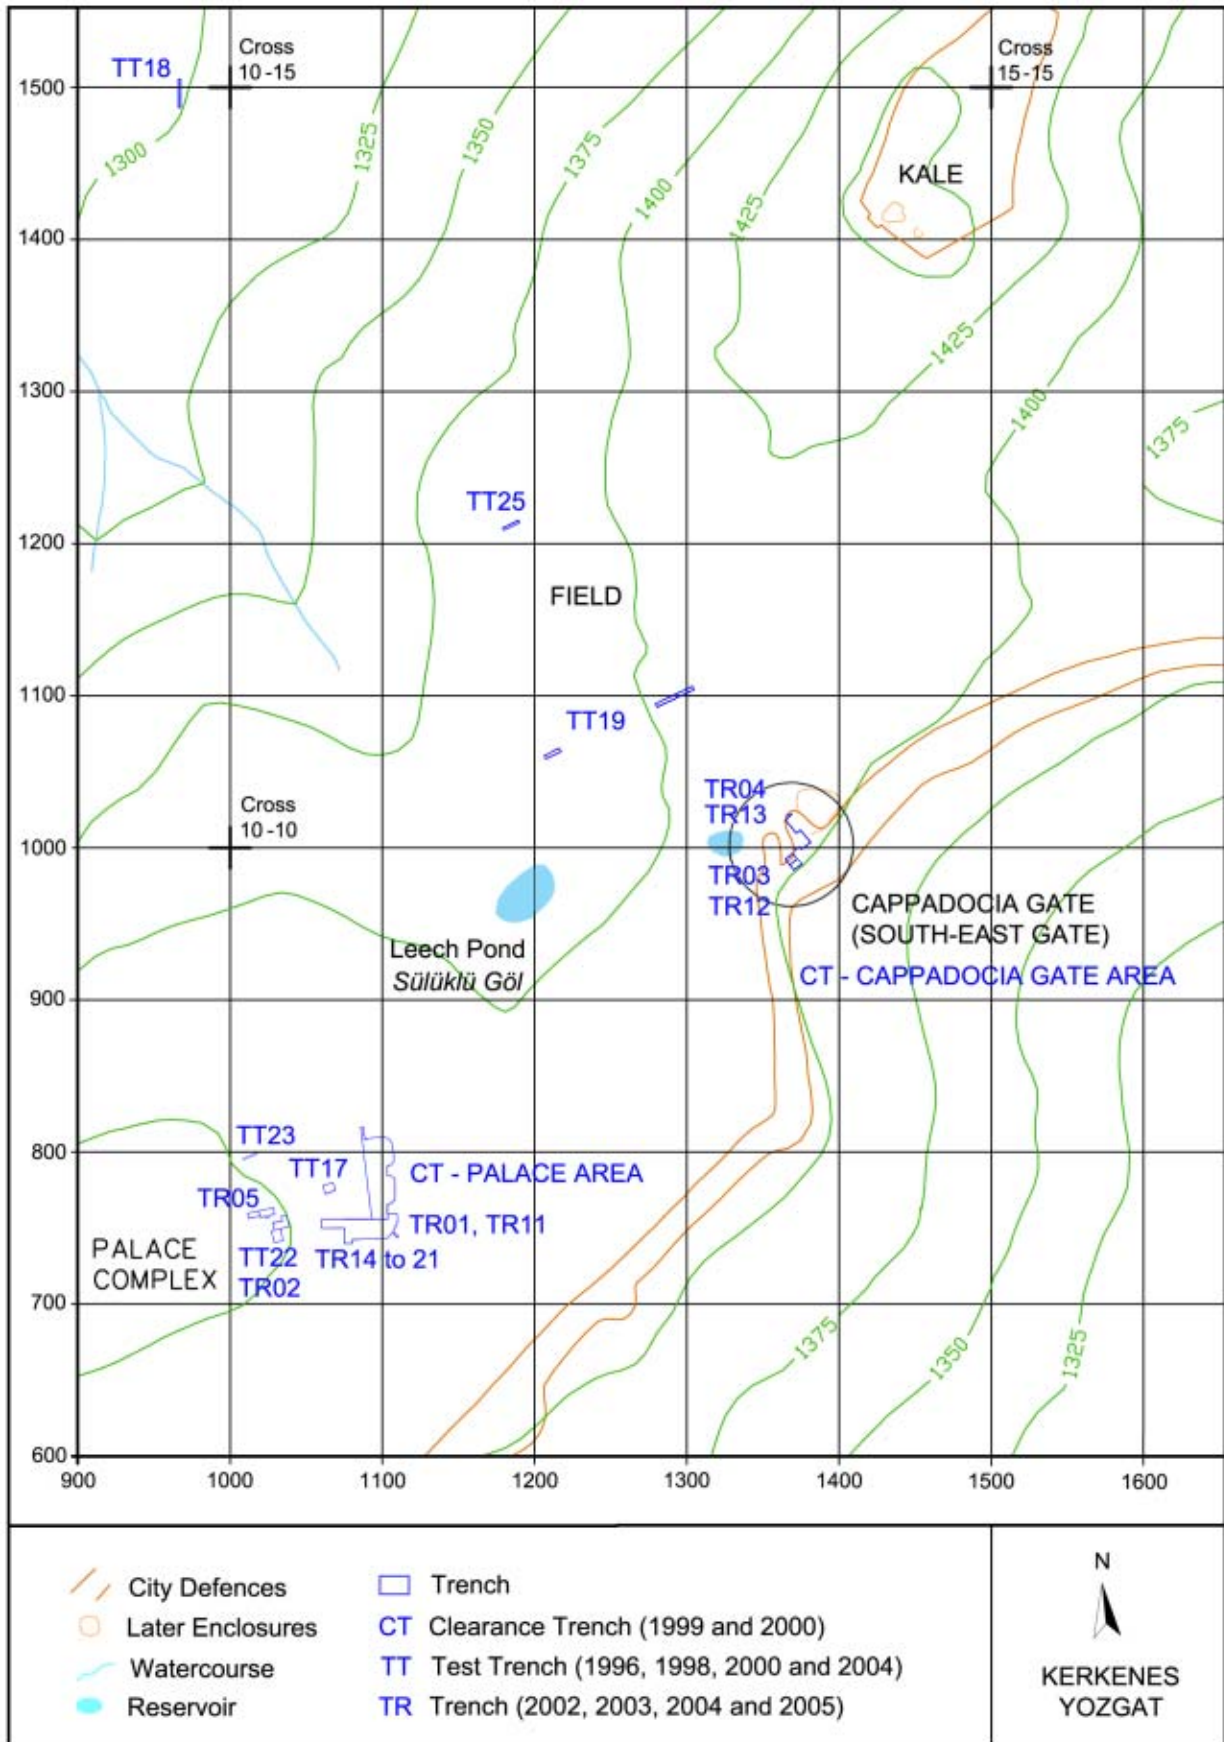 Cross
10-15
Cross
15-15
TT18
1500
1300
1325
1350
1375
1400
1425
KALE
1400
1425
1300
1400
1375
TT25
1200
FIELD
1100
TT19
Cross
10-10
TR04
TR13
1000
TR03
TR12
CAPPADOCIA GATE
(SOUTH-EAST GATE)
Leech Pond
Sülüklü Göl
CT - CAPPADOCIA GATE AREA
900
800
TT23
TT17
CT - PALACE AREA
TR05
TR01, TR11
PALACE
COMPLEX
TT22
TR02
TR14 to 21
700
1375
1350
1325
600
900 1000 1100 1200 1300 1400 1500 1600
City Defences
Later Enclosures
Watercourse
Reservoir
Trench
CT Clearance Trench (1999 and 2000)
TT Test Trench (1996, 1998, 2000 and 2004)
TR Trench (2002, 2003, 2004 and 2005)
N
KERKENES
YOZGAT